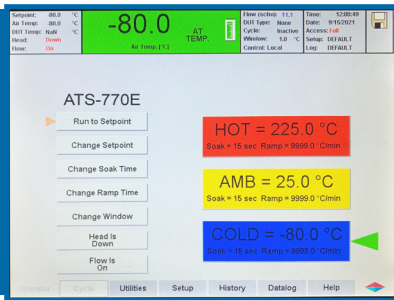 Setpoint: -80.0 °C
Air Temp: -80.0 °C
DUT Temp: NaN °C
Head: Down
Flow: On
-80.0
AT TEMP.
Air Temp. [°C]
Flow (scfm): 11.1
DUT Type: None
Cycle: Inactive
Window: 1.0 °C
Control: Local
Time: 12:00:49
Date: 9/15/2021
Access: Full
Setup: DEFAULT
Log: DEFAULT
ATS-770E
Run to Setpoint
Change Setpoint
Change Soak Time
Change Ramp Time
Change Window
Head Is Down
Flow Is On
HOT = 225.0 °C
Soak = 15 sec Ramp = 9999.0 °C/min
AMB = 25.0 °C
Soak = 15 sec Ramp = 9999.0 °C/min
COLD = -80.0 °C
Soak = 15 sec Ramp = 9999.0 °C/min
Operator Cycle Utilities Setup History Datalog Help